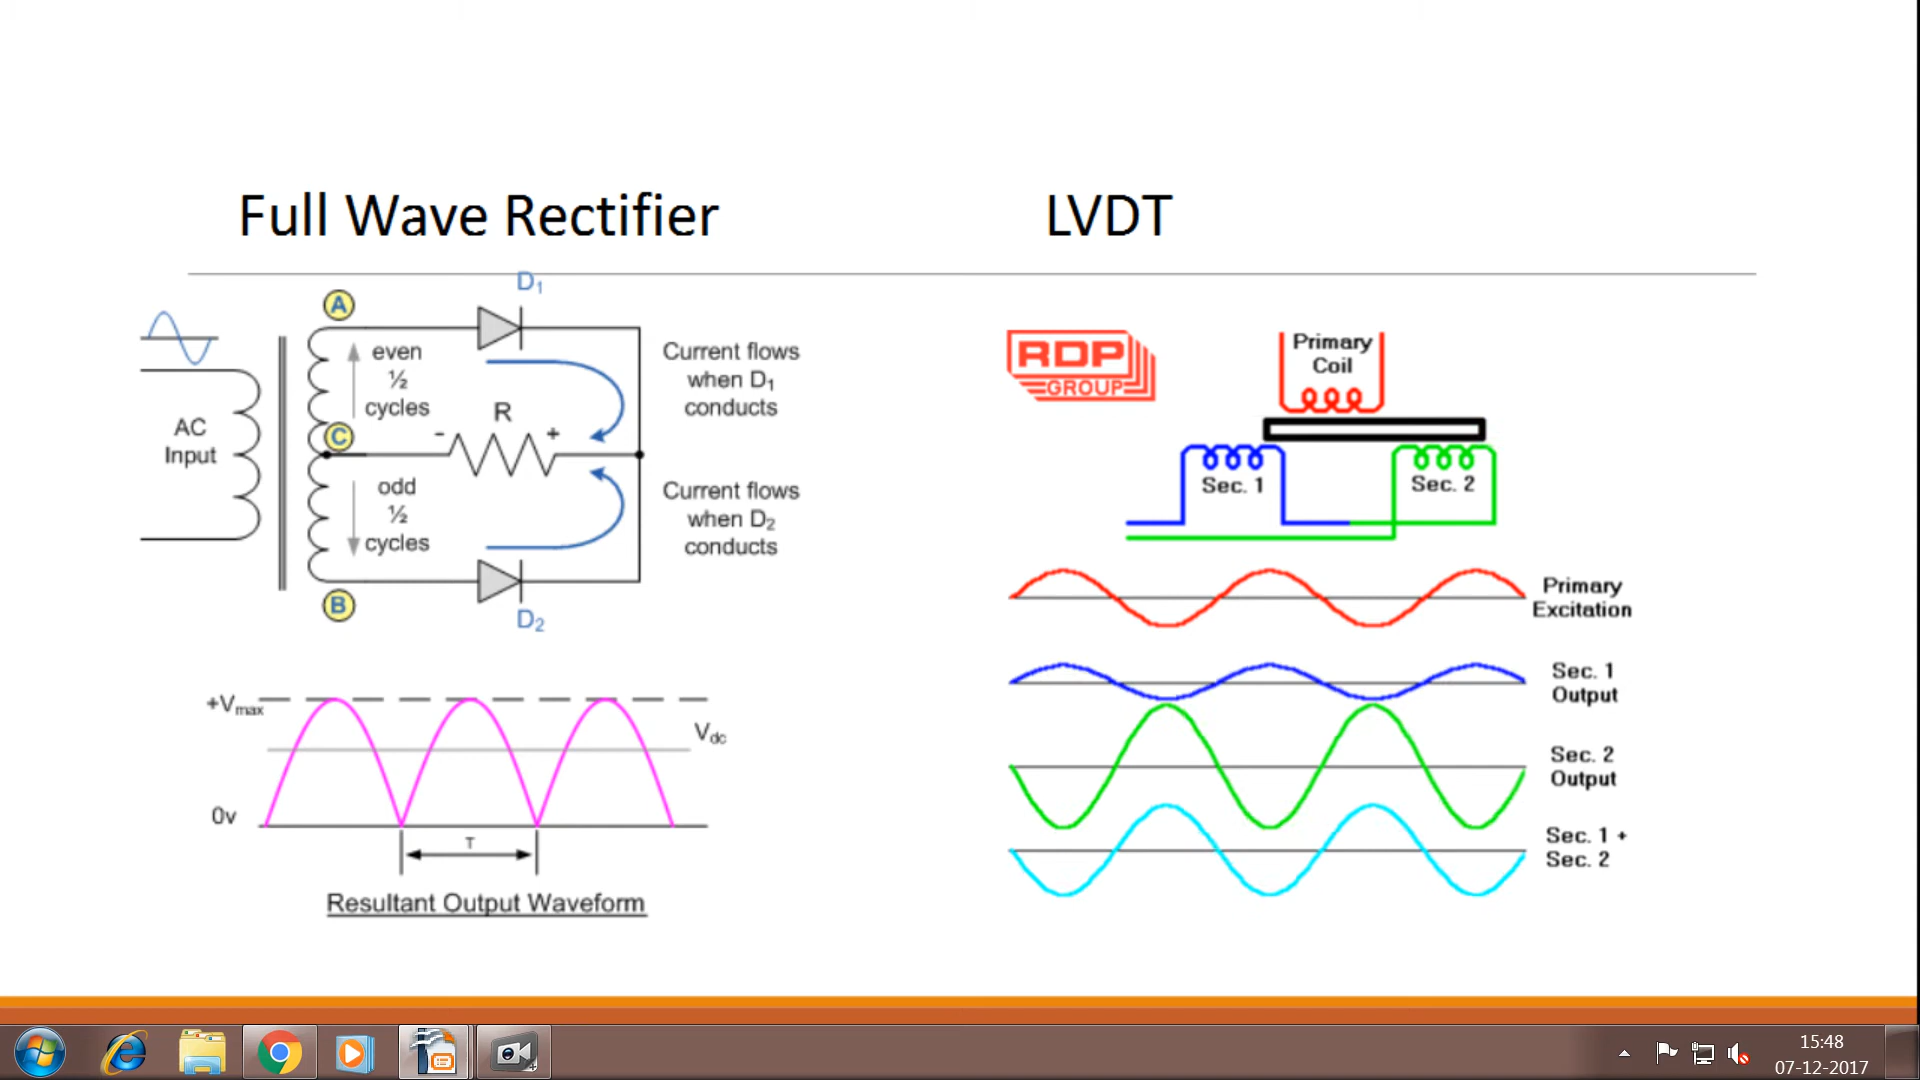 Full Wave Rectifier
LVDT
D1
A
even
½
cycles
Current flows
when D1
conducts
AC
Input
C
R
- +
odd
½
cycles
Current flows
when D2
conducts
B
D2
+Vmax
Vdc
0v
T
Resultant Output Waveform
RDP
GROUP
Primary
Coil
Sec. 1
Sec. 2
Primary
Excitation
Sec. 1
Output
Sec. 2
Output
Sec. 1 +
Sec. 2
15:48
07-12-2017